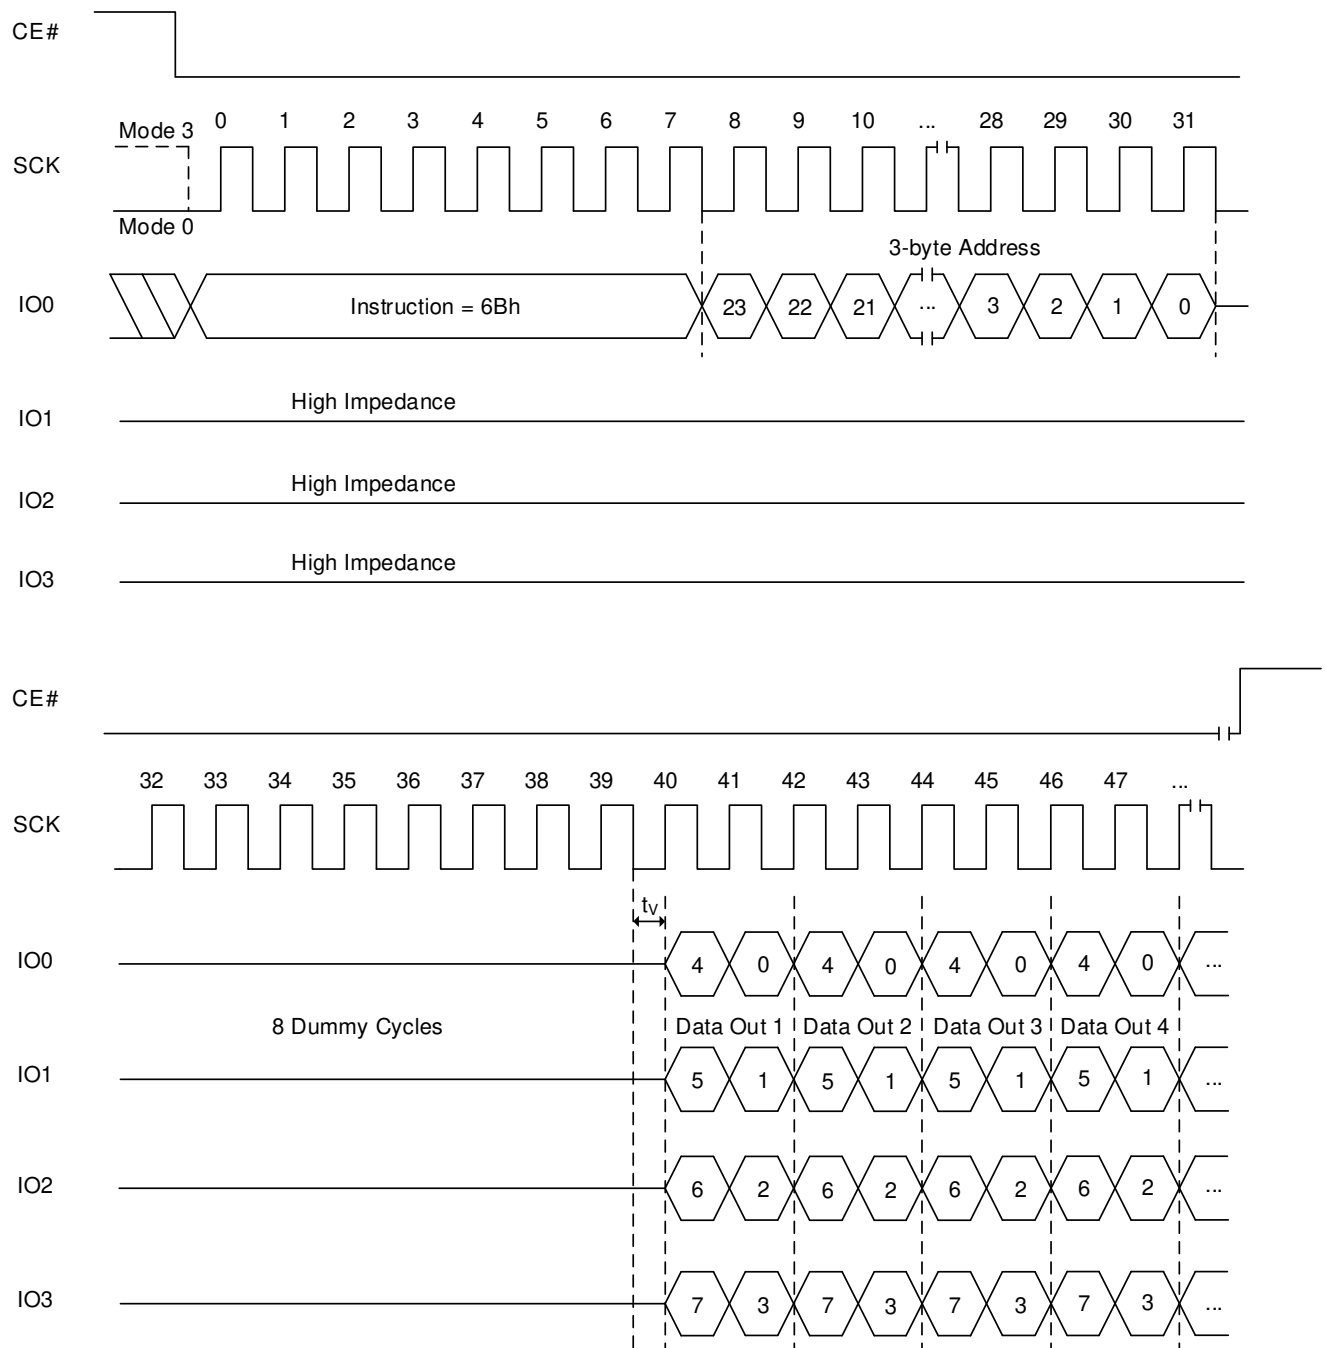 CE#
Mode 3 0 1 2 3 4 5 6 7 8 9 10 ... 28 29 30 31
SCK
Mode 0
3-byte Address
IO0 Instruction = 6Bh 23 22 21 ... 3 2 1 0
High Impedance
IO1
High Impedance
IO2
High Impedance
IO3
CE#
32 33 34 35 36 37 38 39 40 41 42 43 44 45 46 47 ...
SCK
tV
IO0 4 0 4 0 4 0 4 0 ...
8 Dummy Cycles Data Out 1 Data Out 2 Data Out 3 Data Out 4
IO1 5 1 5 1 5 1 5 1 ...
IO2 6 2 6 2 6 2 6 2 ...
IO3 7 3 7 3 7 3 7 3 ...